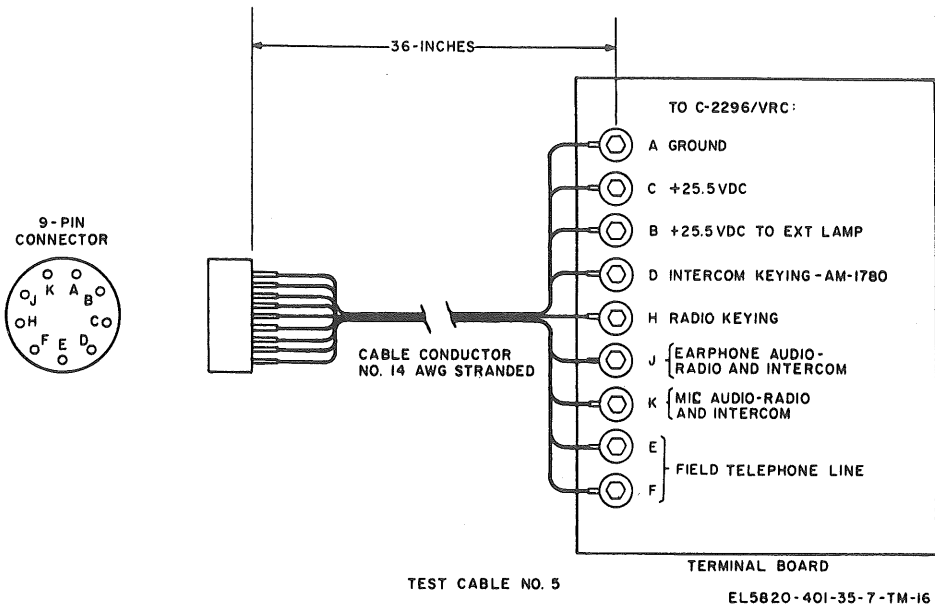 36-INCHES
TO C-2296/VRC:
A GROUND
C +25.5VDC
B +25.5VDC TO EXT LAMP
D INTERCOM KEYING-AM-1780
H RADIO KEYING
J EARPHONE AUDIO-
RADIO AND INTERCOM
K MIC AUDIO-RADIO
AND INTERCOM
E
FIELD TELEPHONE LINE
F
9-PIN
CONNECTOR
K A
J B
H C
F E D
CABLE CONDUCTOR
NO. 14 AWG STRANDED
TERMINAL BOARD
TEST CABLE NO. 5
EL5820-401-35-7-TM-16